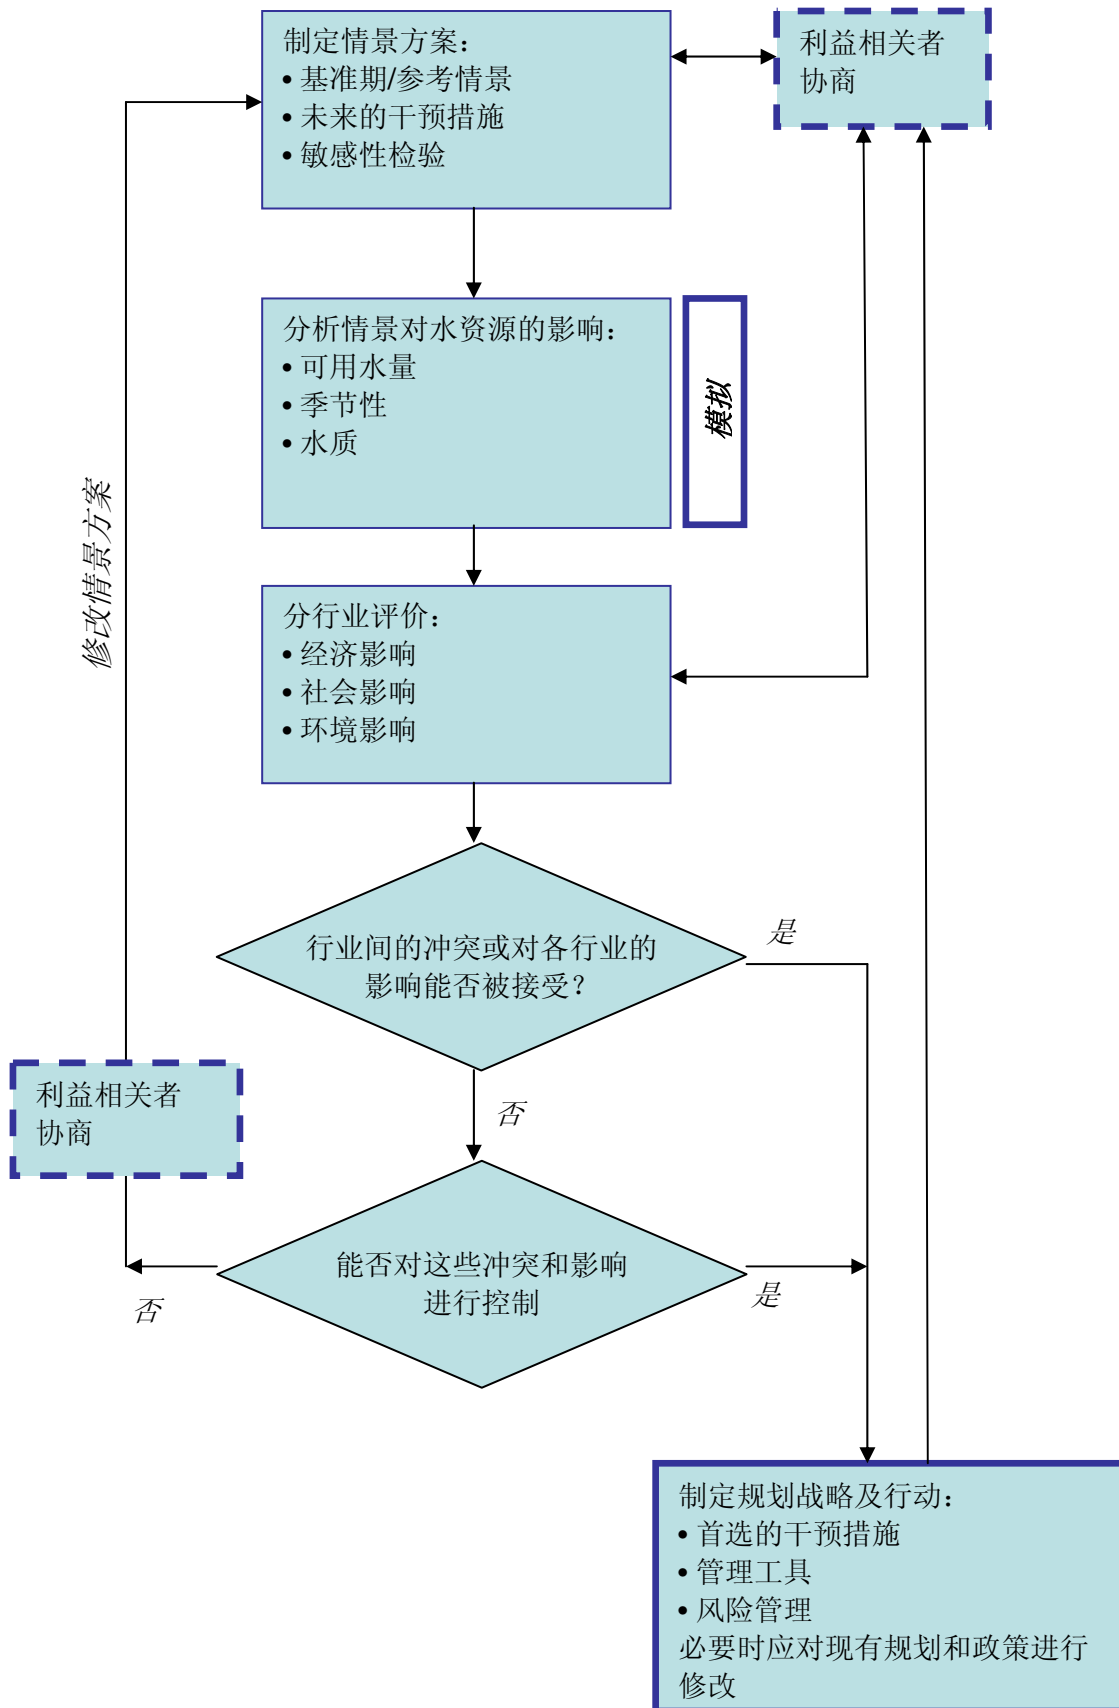 制定情景方案：
• 基准期/参考情景
• 未来的干预措施
• 敏感性检验
利益相关者
协商
分析情景对水资源的影响：
• 可用水量
• 季节性
• 水质
模拟
修改情景方案
分行业评价：
• 经济影响
• 社会影响
• 环境影响
行业间的冲突或对各行业的
影响能否被接受？
是
利益相关者
协商
否
能否对这些冲突和影响
进行控制
否
是
制定规划战略及行动：
• 首选的干预措施
• 管理工具
• 风险管理
必要时应对现有规划和政策进行
修改